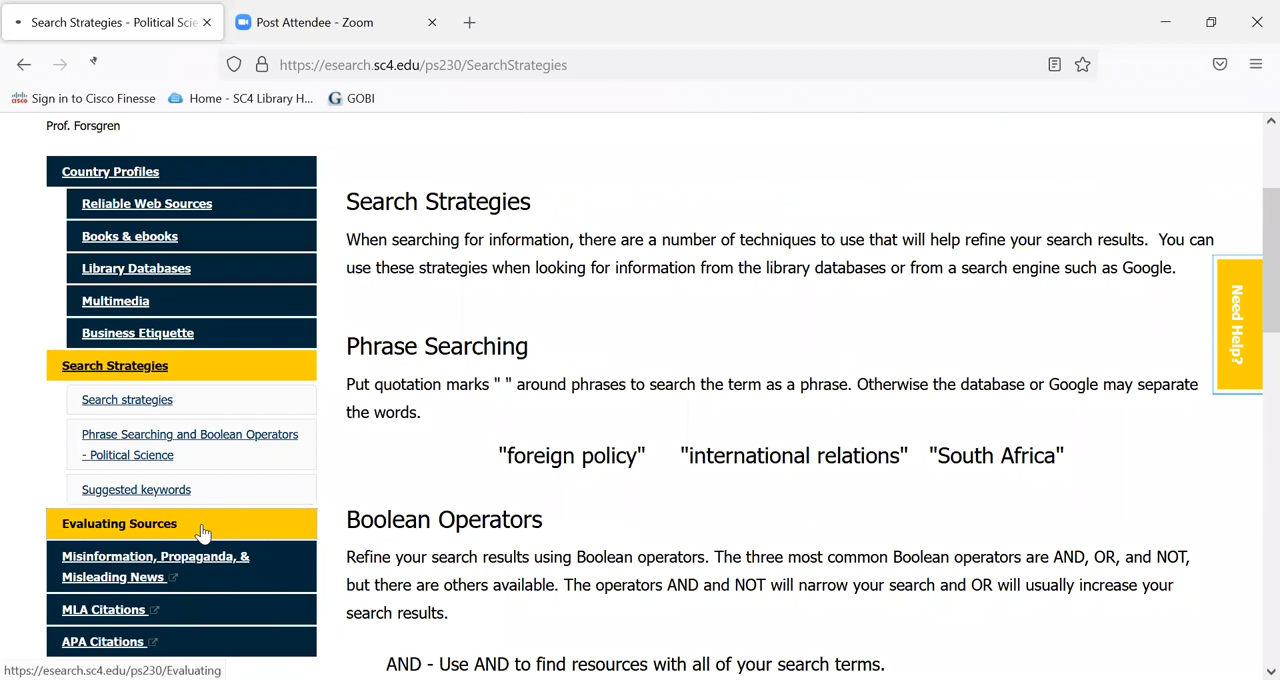 Search Strategies - Political Scie
Post Attendee - Zoom
https://esearch.sc4.edu/ps230/SearchStrategies
Sign in to Cisco Finesse
Home - SC4 Library H...
GOBI
Prof. Forsgren
Country Profiles
Reliable Web Sources
Books & ebooks
Library Databases
Multimedia
Business Etiquette
Search Strategies
Search strategies
Phrase Searching and Boolean Operators
- Political Science
Suggested keywords
Evaluating Sources
Misinformation, Propaganda, &
Misleading News
MLA Citations
APA Citations
https://esearch.sc4.edu/ps230/Evaluating
Search Strategies
When searching for information, there are a number of techniques to use that will help refine your search results. You can
use these strategies when looking for information from the library databases or from a search engine such as Google.
Phrase Searching
Put quotation marks " " around phrases to search the term as a phrase. Otherwise the database or Google may separate
the words.
"foreign policy" "international relations" "South Africa"
Boolean Operators
Refine your search results using Boolean operators. The three most common Boolean operators are AND, OR, and NOT,
but there are others available. The operators AND and NOT will narrow your search and OR will usually increase your
search results.
AND - Use AND to find resources with all of your search terms.
Need Help?